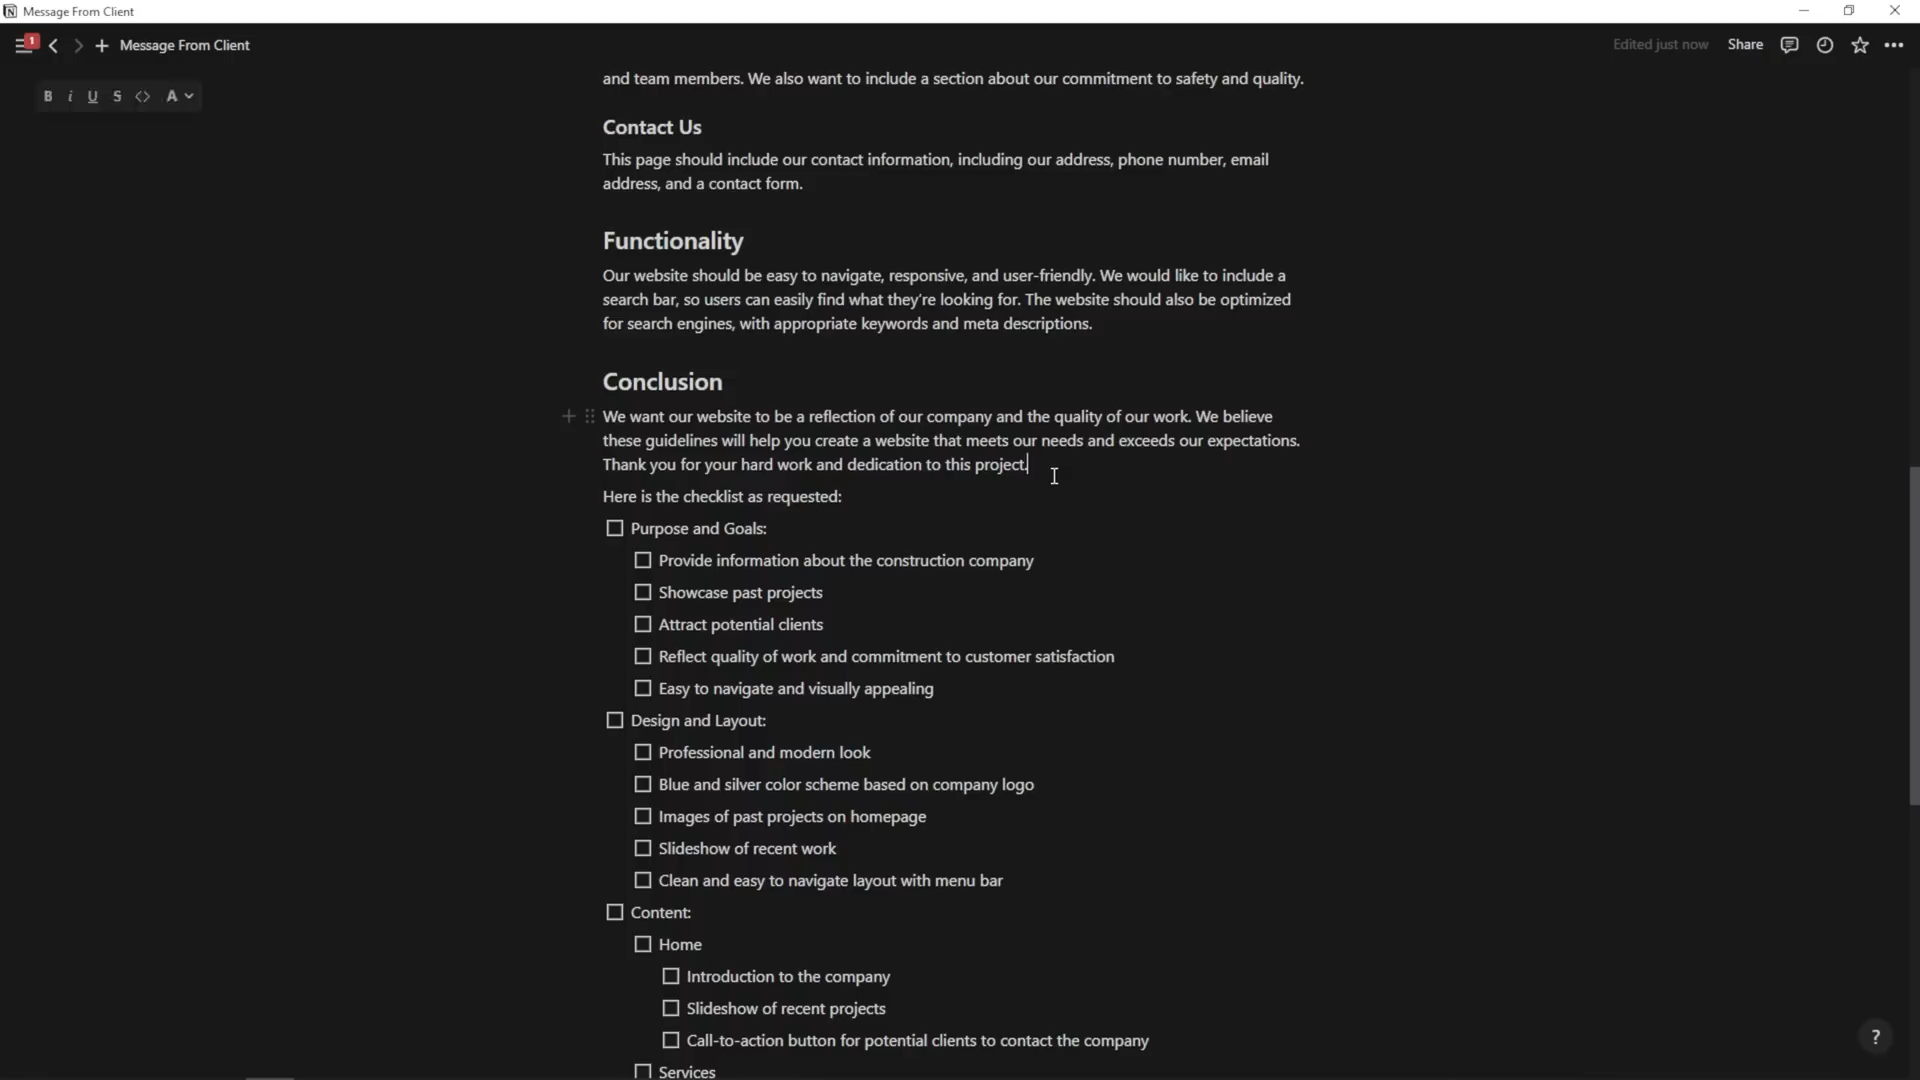 Message From Client
1
Message From Client
Edited just now
Share
B i U S <> A
and team members. We also want to include a section about our commitment to safety and quality.
Contact Us
This page should include our contact information, including our address, phone number, email
address, and a contact form.
Functionality
Our website should be easy to navigate, responsive, and user-friendly. We would like to include a
search bar, so users can easily find what they're looking for. The website should also be optimized
for search engines, with appropriate keywords and meta descriptions.
Conclusion
We want our website to be a reflection of our company and the quality of our work. We believe
these guidelines will help you create a website that meets our needs and exceeds our expectations.
Thank you for your hard work and dedication to this project.
Here is the checklist as requested:
Purpose and Goals:
Provide information about the construction company
Showcase past projects
Attract potential clients
Reflect quality of work and commitment to customer satisfaction
Easy to navigate and visually appealing
Design and Layout:
Professional and modern look
Blue and silver color scheme based on company logo
Images of past projects on homepage
Slideshow of recent work
Clean and easy to navigate layout with menu bar
Content:
Home
Introduction to the company
Slideshow of recent projects
Call-to-action button for potential clients to contact the company
Services
?